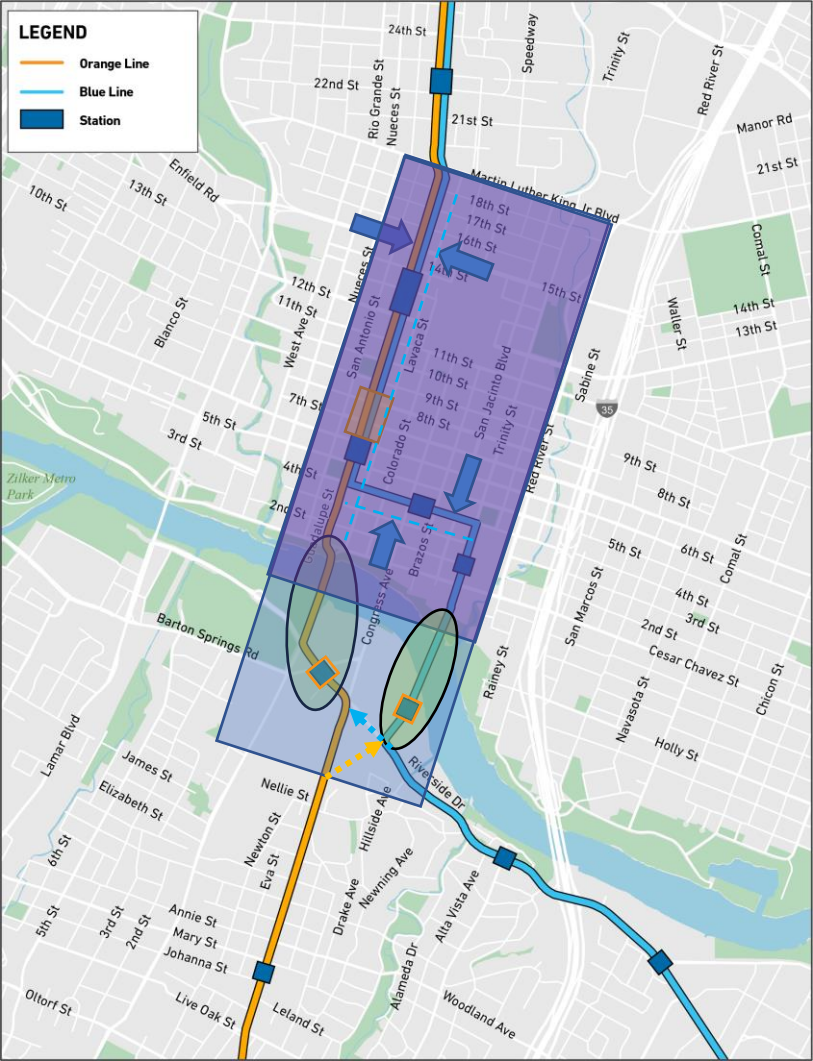 LEGEND
Orange Line
Blue Line
Station
24th St
Speedway
Trinity St
Red River St
22nd St
Rio Grande St
Nueces St
21st St
Manor Rd
21st St
Enfield Rd
13th St
10th St
Martin Luther King Jr Blvd
18th St
17th St
16th St
14th St
15th St
Nueces St
12th St
11th St
West Ave
Blanco St
San Antonio St
Lavaca St
Comal St
14th St
13th St
Waller St
Sabine St
35
11th St
10th St
9th St
8th St
San Jacinto Blvd
Trinity St
Colorado St
7th St
5th St
3rd St
4th St
2nd St
Red River St
9th St
8th St
Zilker Metro
Park
Guadalupe St
Brazos St
Congress Ave
5th St
6th St
Comal St
4th St
3rd St
2nd St
San Marcos St
Cesar Chavez St
Barton Springs Rd
Rainey St
Chicon St
Navasota St
Holly St
Lamar Blvd
James St
Elizabeth St
Nellie St
Riverside Dr
Hillside Ave
Newton St
Eva St
6th St
5th St
3rd St
2nd St
Annie St
Mary St
Johanna St
Drake Ave
Newning Ave
Alta Vista Ave
Alameda Dr
Live Oak St
Leland St
Oltorf St
Woodland Ave